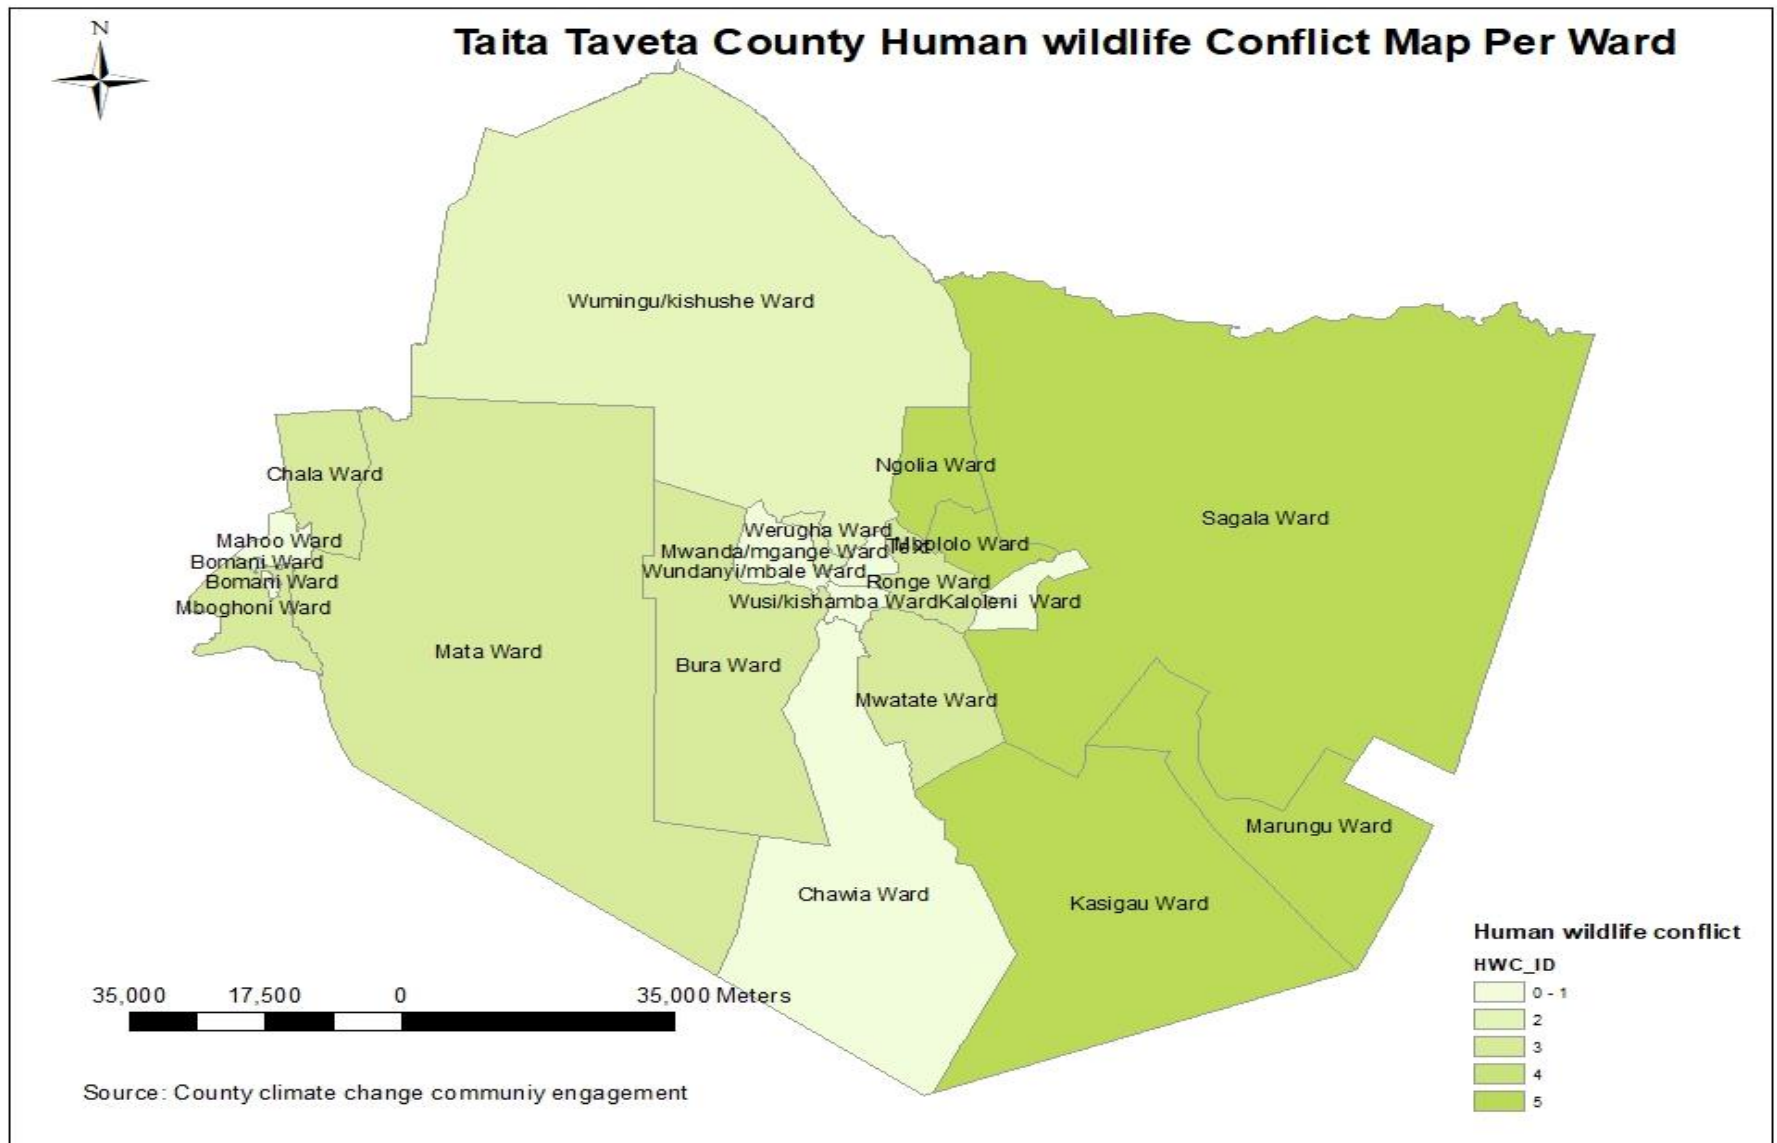 N
Taita Taveta County Human wildlife Conflict Map Per Ward
Wumingu/kishushe Ward
Chala Ward
Ngolia Ward
Sagala Ward
Werugha Ward
Mahoo Ward
Mbololo Ward
Mwanda/mgange Ward
Text
Bomani Ward
Wundanyi/mbale Ward
Bomani Ward
Ronge Ward
Mboghoni Ward
Wusi/kishamba Ward
Kaloleni Ward
Mata Ward
Bura Ward
Mwatate Ward
Marungu Ward
Chawia Ward
Kasigau Ward
Human wildlife conflict
HWC_ID
0 - 1
2
3
4
5
35,000 17,500 0 35,000 Meters
Source: County climate change communiy engagement